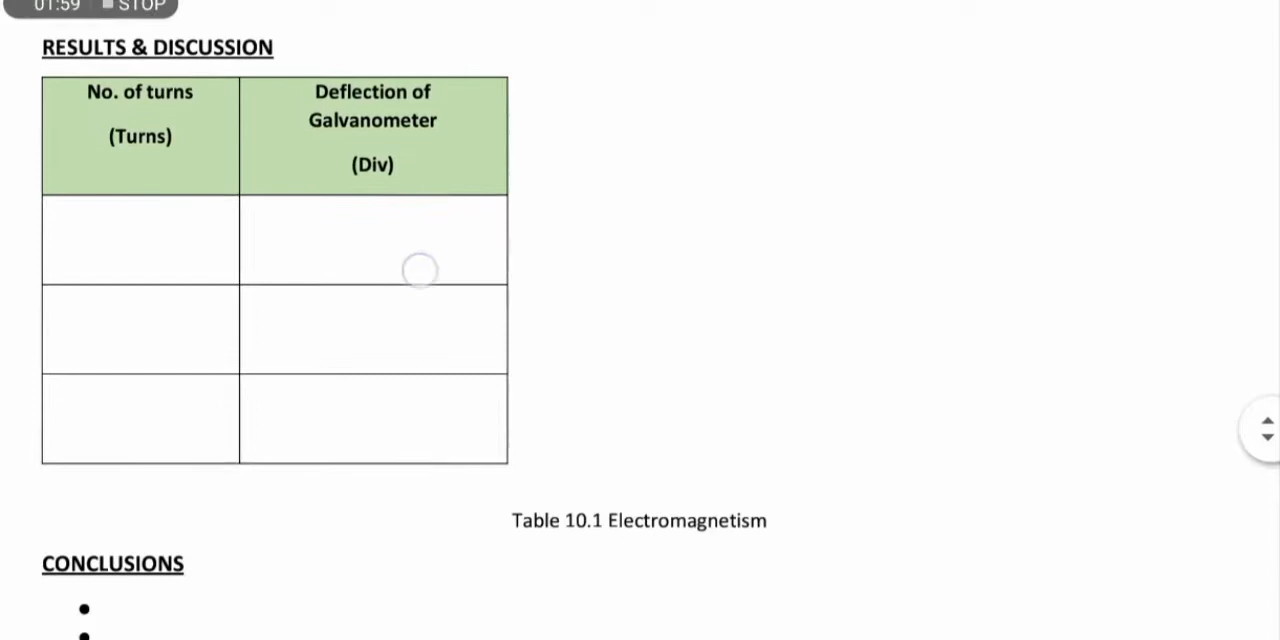 01:59 STOP
RESULTS & DISCUSSION
No. of turns
(Turns)
Deflection of
Galvanometer
(Div)
Table 10.1 Electromagnetism
CONCLUSIONS